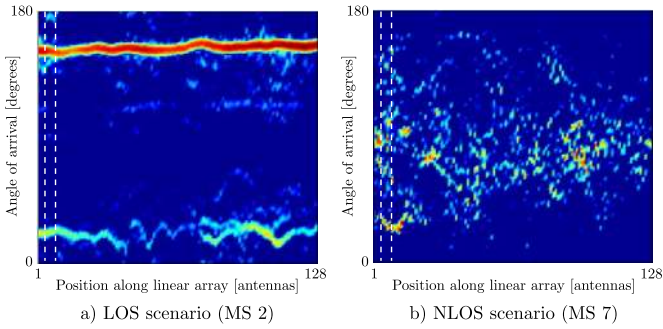 180
Angle of arrival [degrees]
0
1
128
Position along linear array [antennas]
a) LOS scenario (MS 2)
180
Angle of arrival [degrees]
0
1
128
Position along linear array [antennas]
b) NLOS scenario (MS 7)